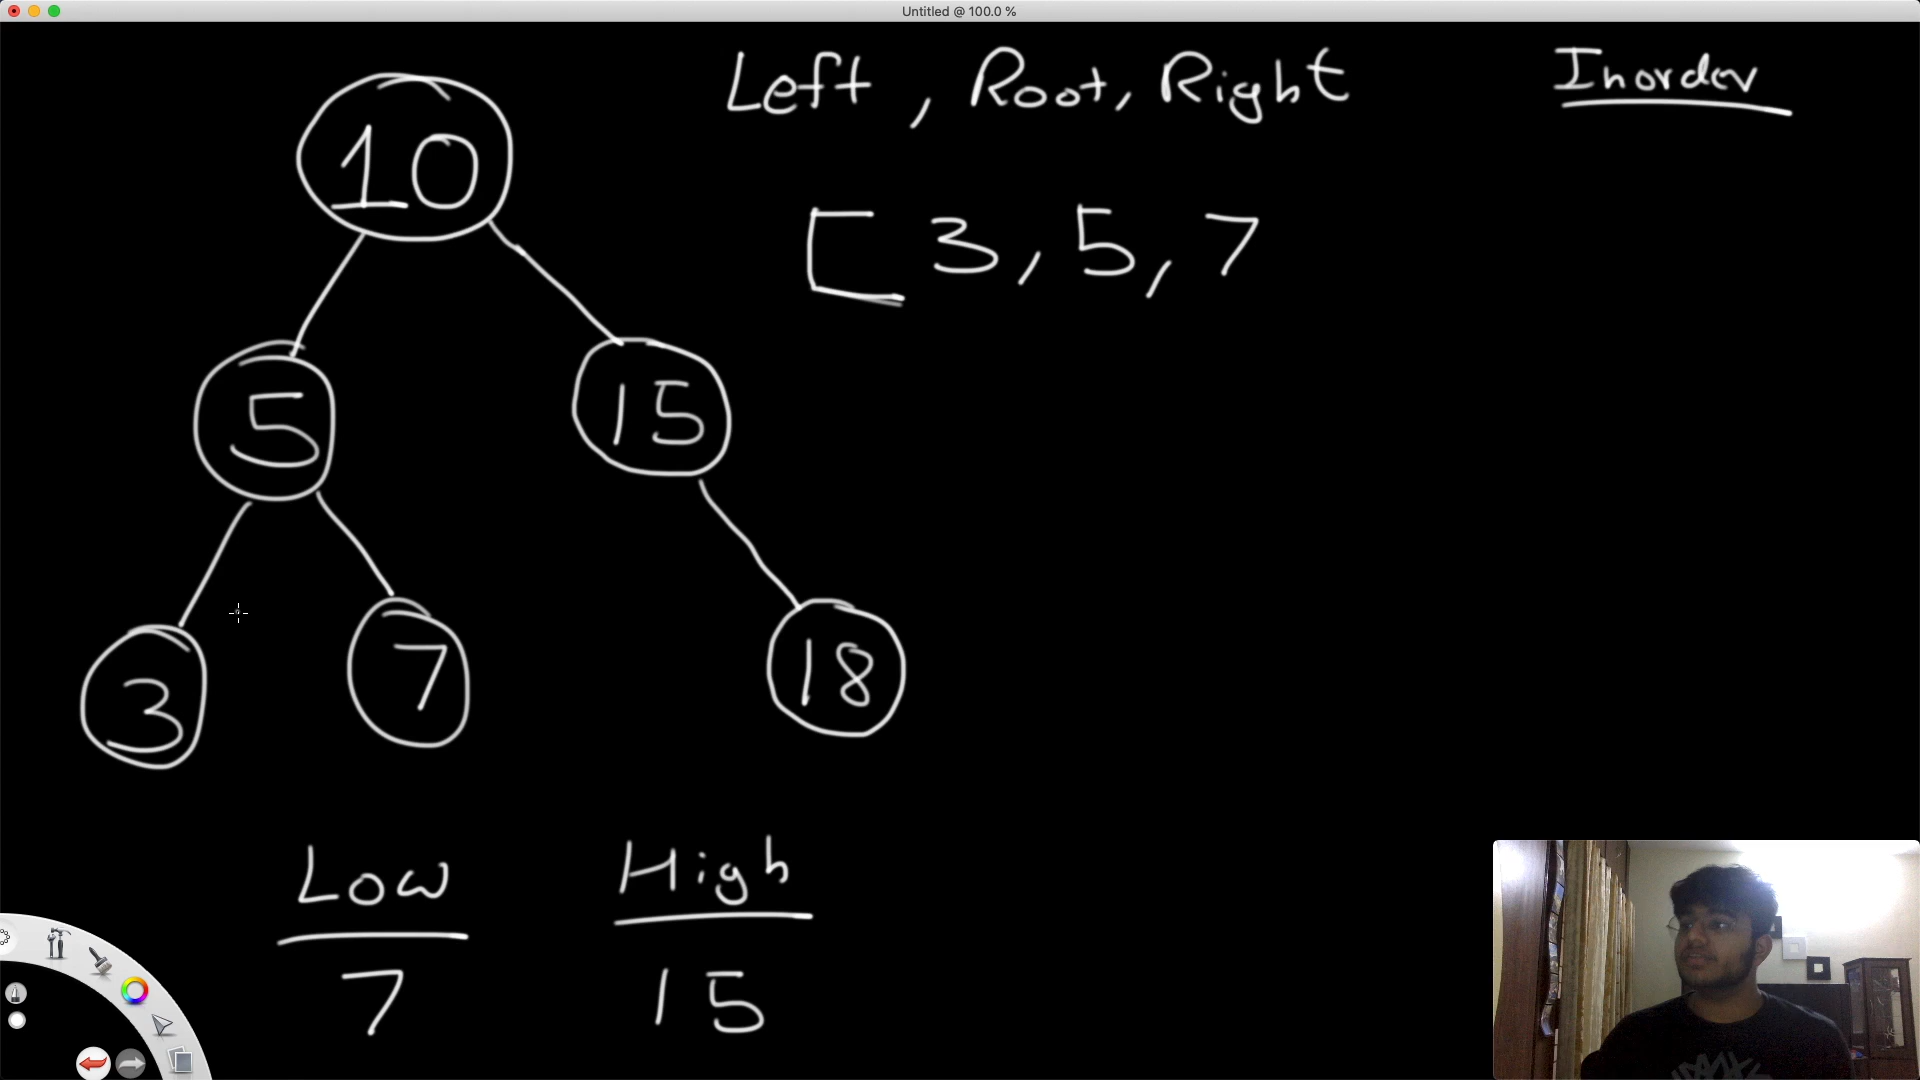 Untitled @ 100.0 %
Left, Root, Right
Inorder
[3, 5, 7
10
5
15
3
7
18
Low
High
7
15